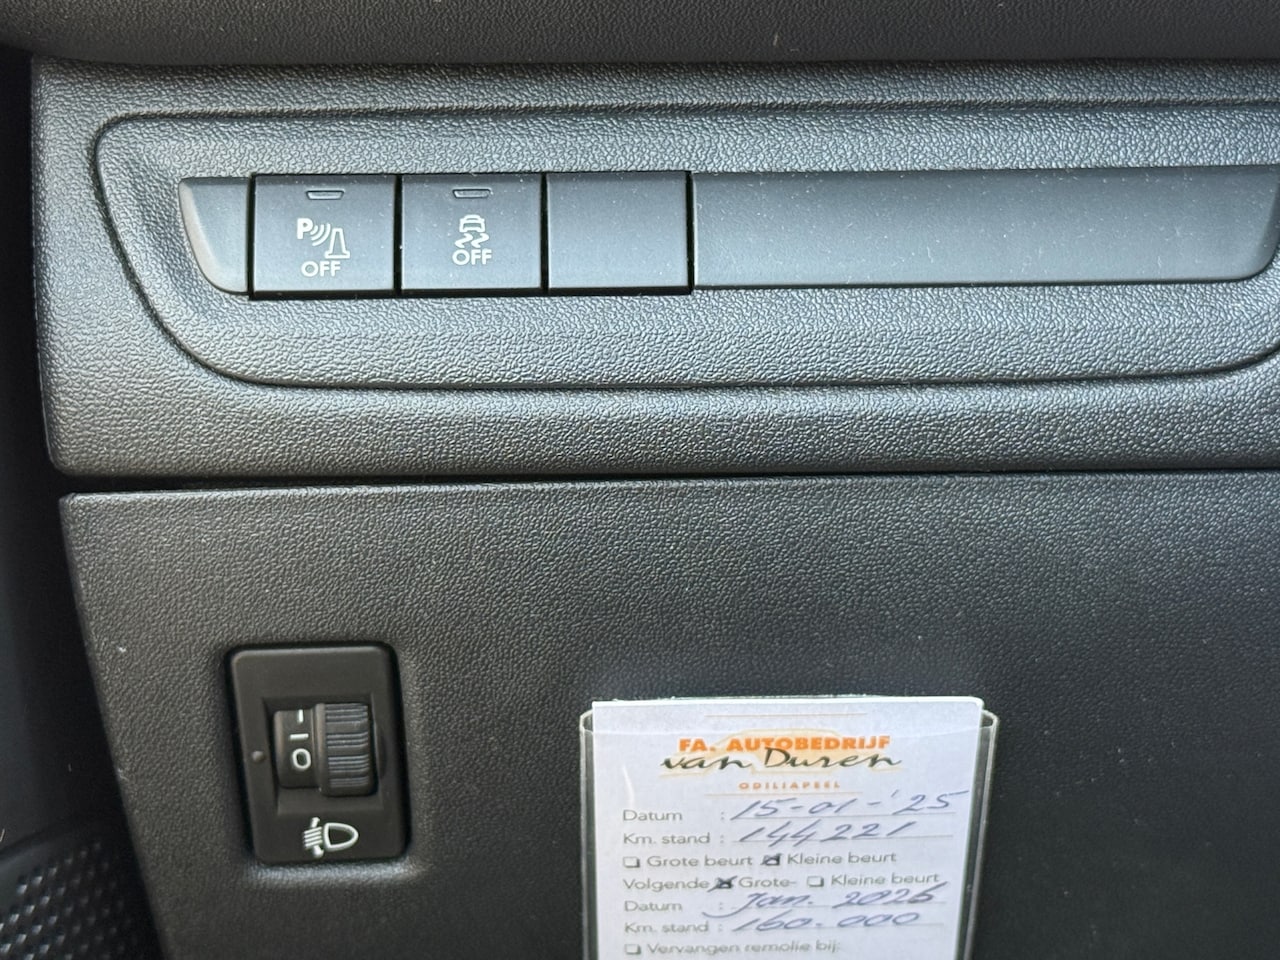 P
OFF
OFF
0
FA. AUTOBEDRIJF
van Duren
ODILIAPEEL
Datum : 15-01-'25
Km. stand : 144221
Grote beurt Kleine beurt
Volgende Grote- Kleine beurt
Datum : Jan. 2026
Km. stand : 160.000
Vervangen remolie bij: